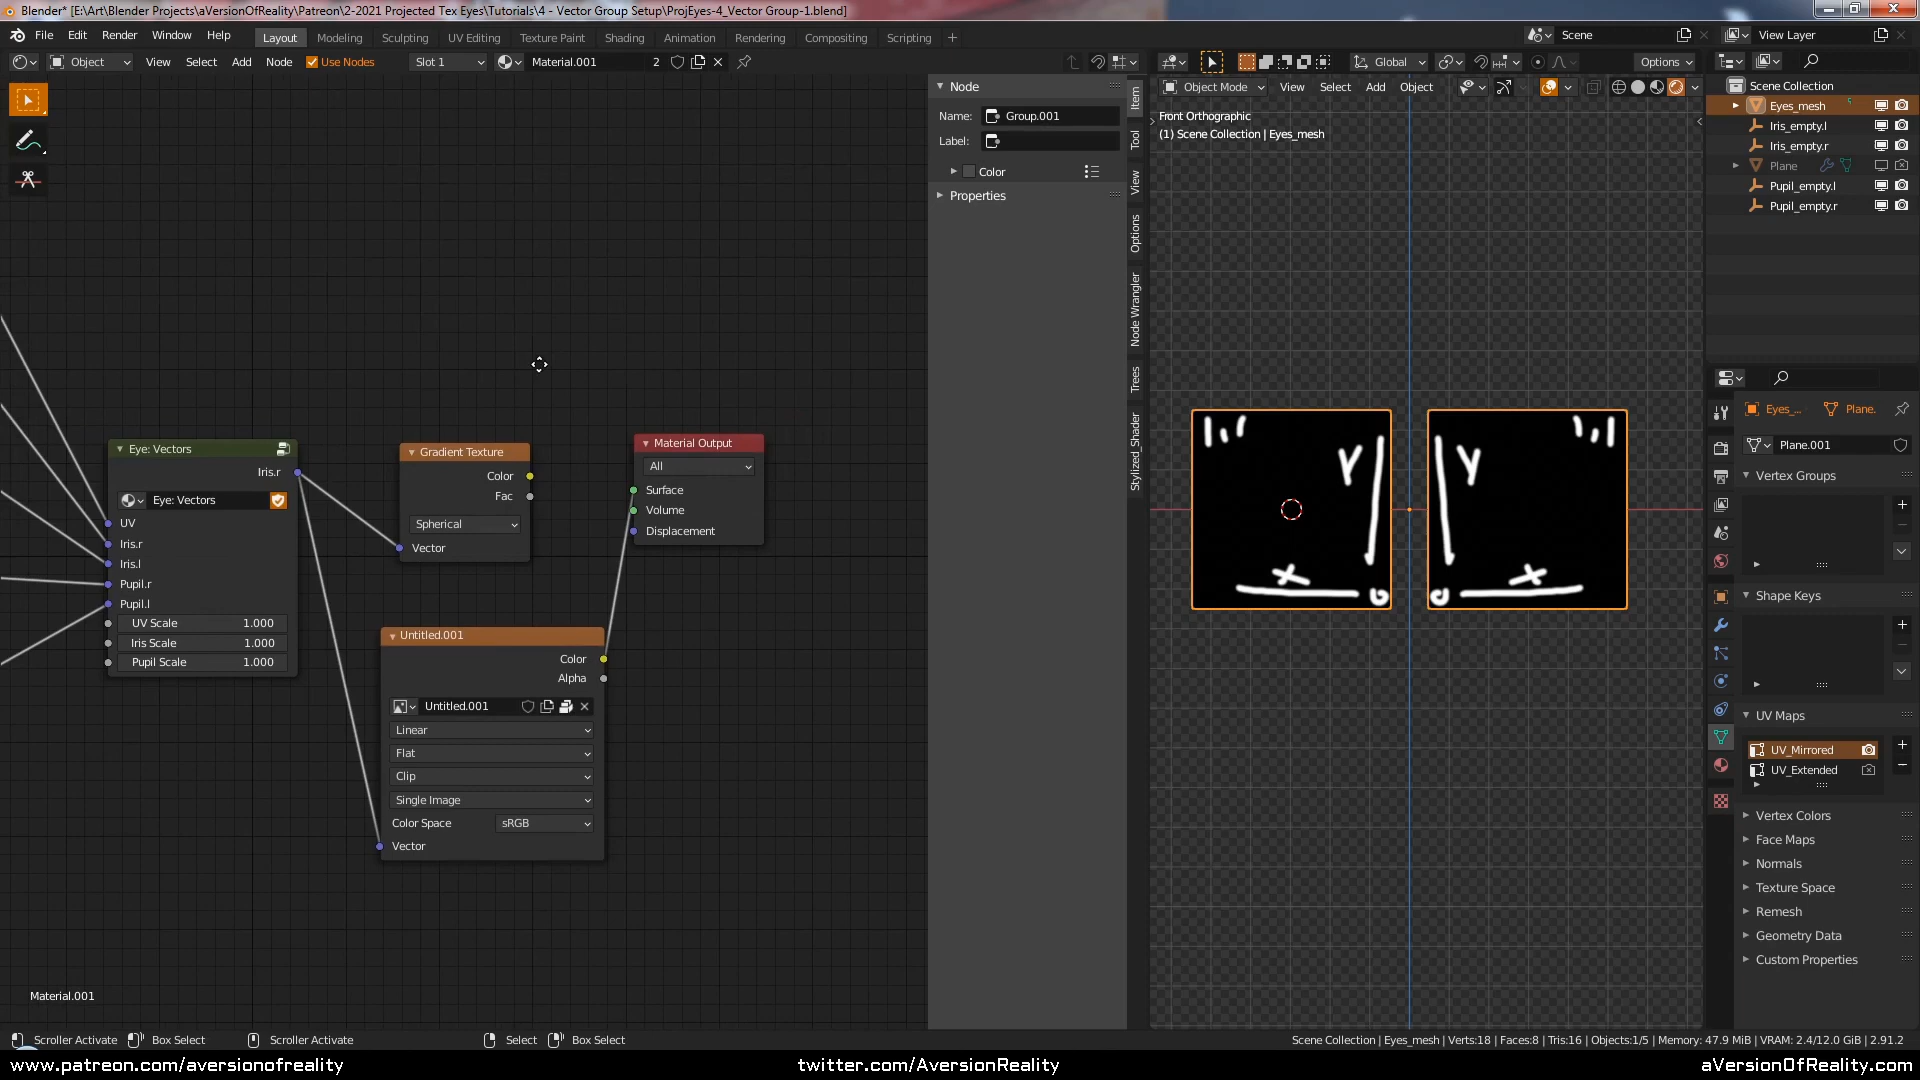 Blender* [E:\Art\Blender Projects\aVersionOfReality\Patreon\2-2021 Projected Tex Eyes\Tutorials\4 - Vector Group Setup\ProjEyes-4_Vector Group-1.blend]
File Edit Render Window Help Layout Modeling Sculpting UV Editing Texture Paint Shading Animation Rendering Compositing Scripting + Scene View Layer
Object View Select Add Node Use Nodes Slot 1 Material.001 2 Global Options
Node
Name: Group.001
Label:
Color
Properties
Item
Tool
View
Options
Node Wrangler
Trees
Stylized_Shader
Object Mode View Select Add Object
Front Orthographic
(1) Scene Collection | Eyes_mesh
Scene Collection
Eyes_mesh
Iris_empty.l
Iris_empty.r
Plane
Pupil_empty.l
Pupil_empty.r
Eye: Vectors
Iris.r
Eye: Vectors
UV
Iris.r
Iris.l
Pupil.r
Pupil.l
UV Scale 1.000
Iris Scale 1.000
Pupil Scale 1.000
Gradient Texture
Color
Fac
Spherical
Vector
Material Output
All
Surface
Volume
Displacement
Untitled.001
Color
Alpha
Untitled.001
Linear
Flat
Clip
Single Image
Color Space sRGB
Vector
Y Y
X X
Eyes_... Plane.
Plane.001
Vertex Groups
Shape Keys
UV Maps
UV_Mirrored
UV_Extended
Vertex Colors
Face Maps
Normals
Texture Space
Remesh
Geometry Data
Custom Properties
Material.001
Scroller Activate Box Select Scroller Activate Select Box Select Scene Collection | Eyes_mesh | Verts:18 | Faces:8 | Tris:16 | Objects:1/5 | Memory: 47.9 MiB | VRAM: 2.4/12.0 GiB | 2.91.2
www.patreon.com/aversionofreality twitter.com/AversionReality aVersionOfReality.com